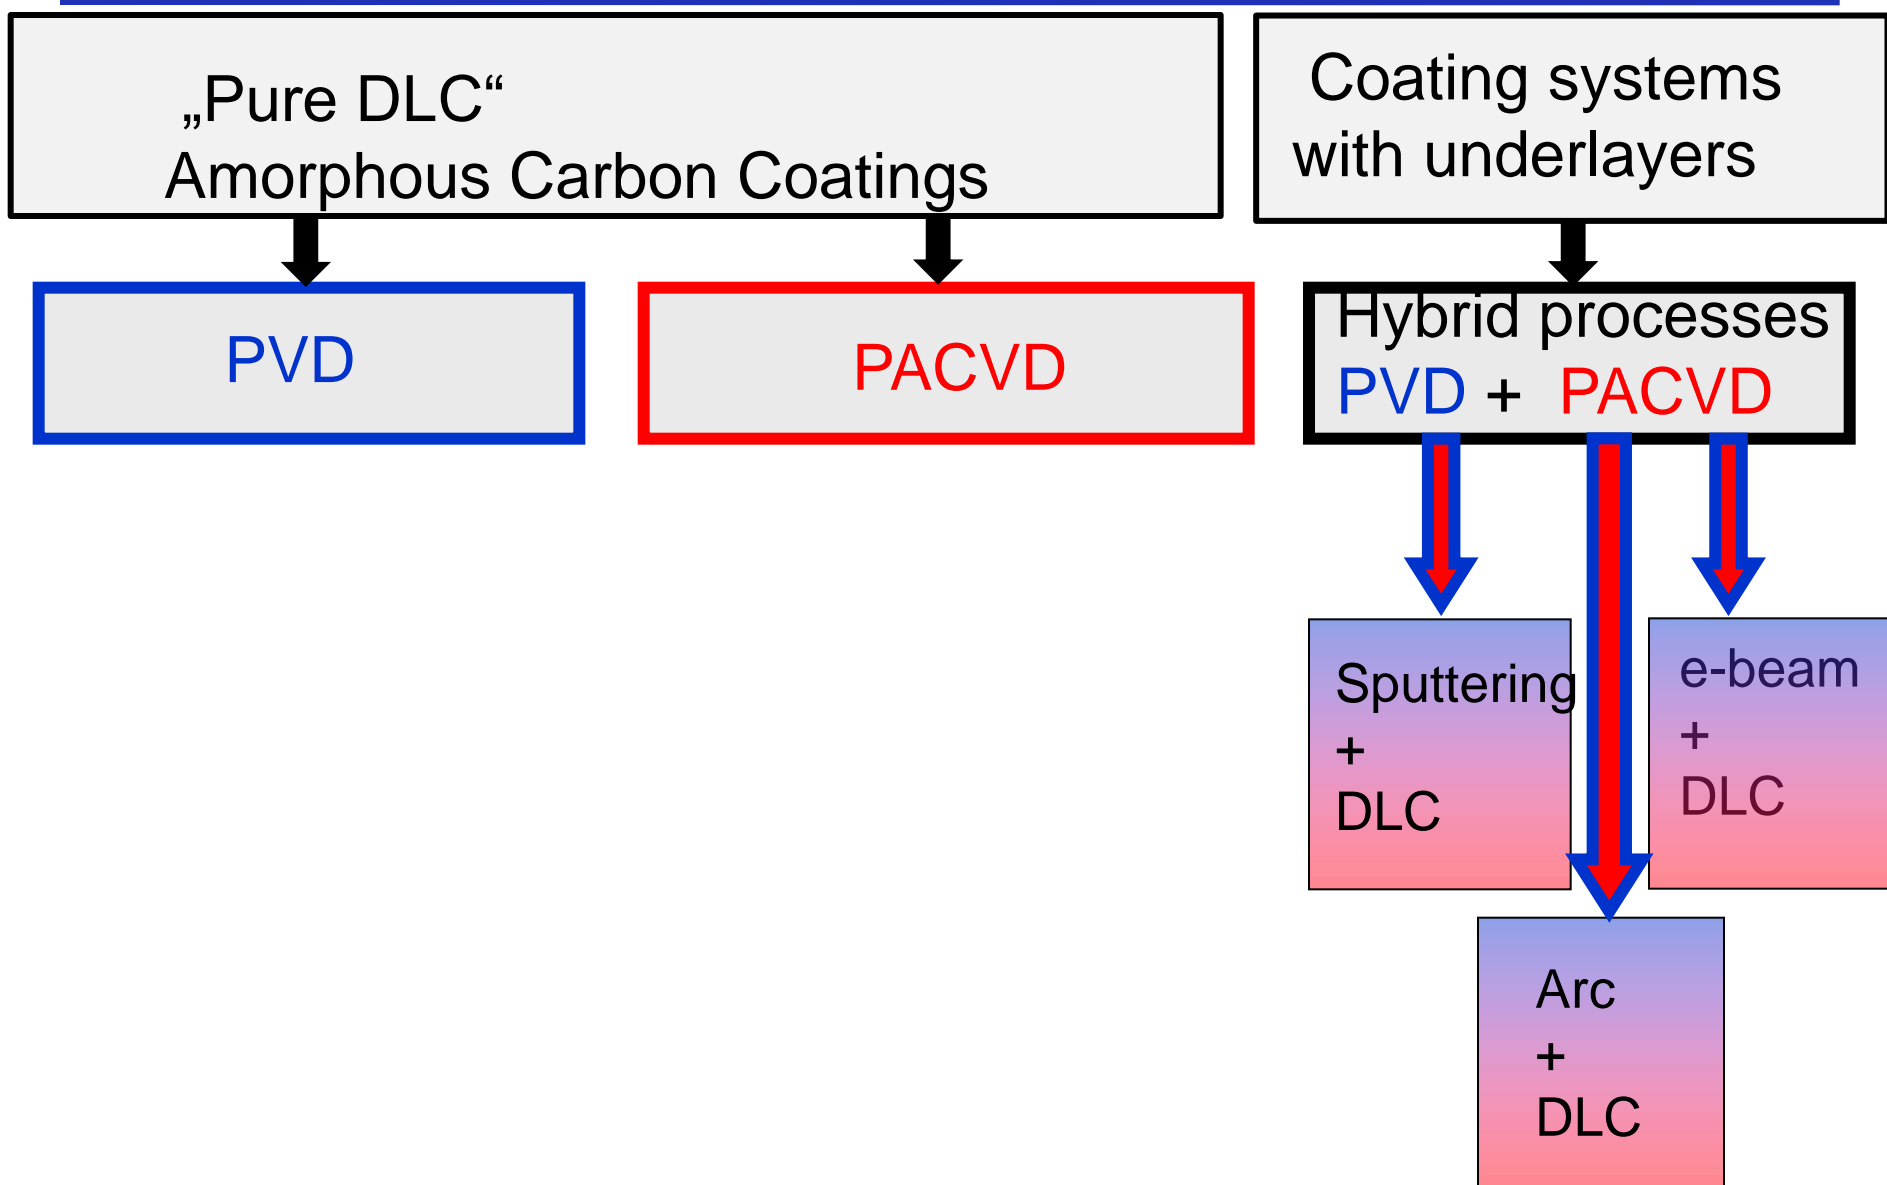 „Pure DLC“
Amorphous Carbon Coatings
Coating systems
with underlayers
PVD
PACVD
Hybrid processes
PVD + PACVD
Sputtering
+
DLC
e-beam
+
DLC
Arc
+
DLC